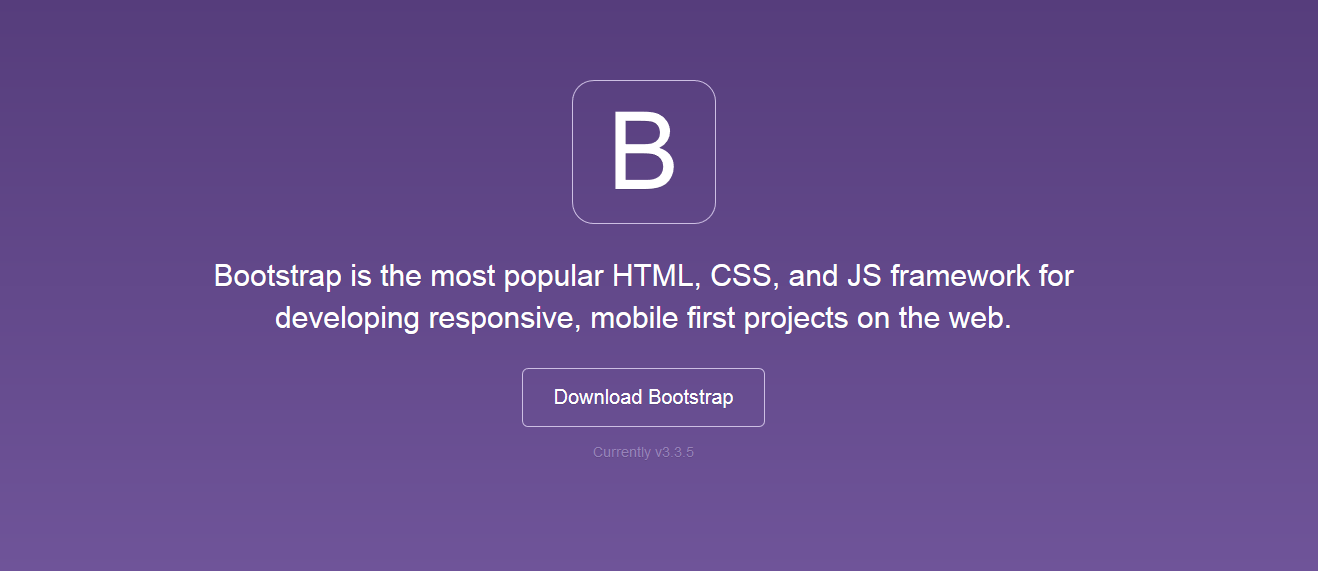 B
Bootstrap is the most popular HTML, CSS, and JS framework for
developing responsive, mobile first projects on the web.
Download Bootstrap
Currently v3.3.5